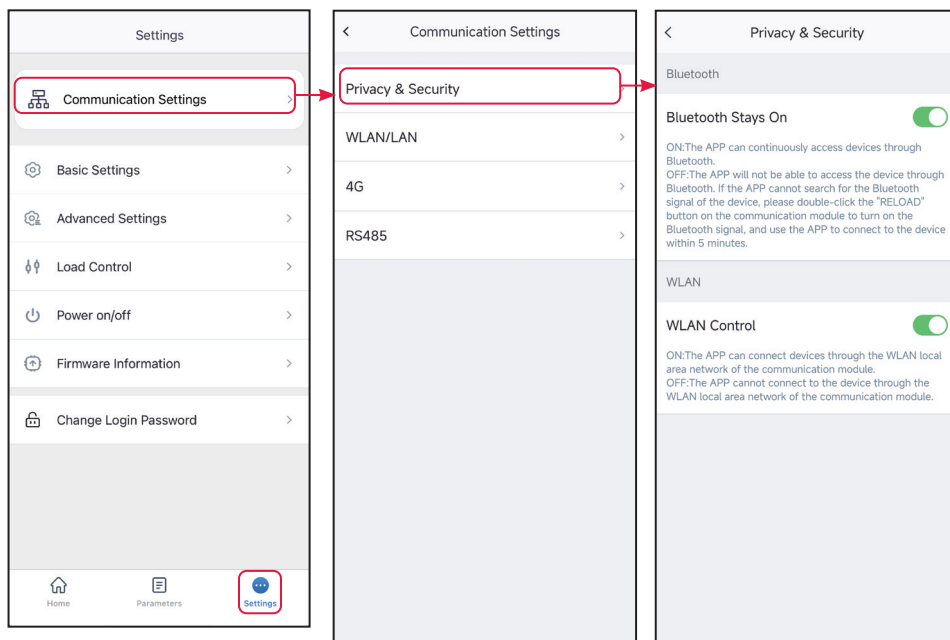 Settings
Communication Settings
Basic Settings
Advanced Settings
Load Control
Power on/off
Firmware Information
Change Login Password
Home
Parameters
Settings
Communication Settings
Privacy & Security
WLAN/LAN
4G
RS485
Privacy & Security
Bluetooth
Bluetooth Stays On
ON:The APP can continuously access devices through
Bluetooth.
OFF:The APP will not be able to access the device through
Bluetooth. If the APP cannot search for the Bluetooth
signal of the device, please double-click the "RELOAD"
button on the communication module to turn on the
Bluetooth signal, and use the APP to connect to the device
within 5 minutes.
WLAN
WLAN Control
ON:The APP can connect devices through the WLAN local
area network of the communication module.
OFF:The APP cannot connect to the device through the
WLAN local area network of the communication module.